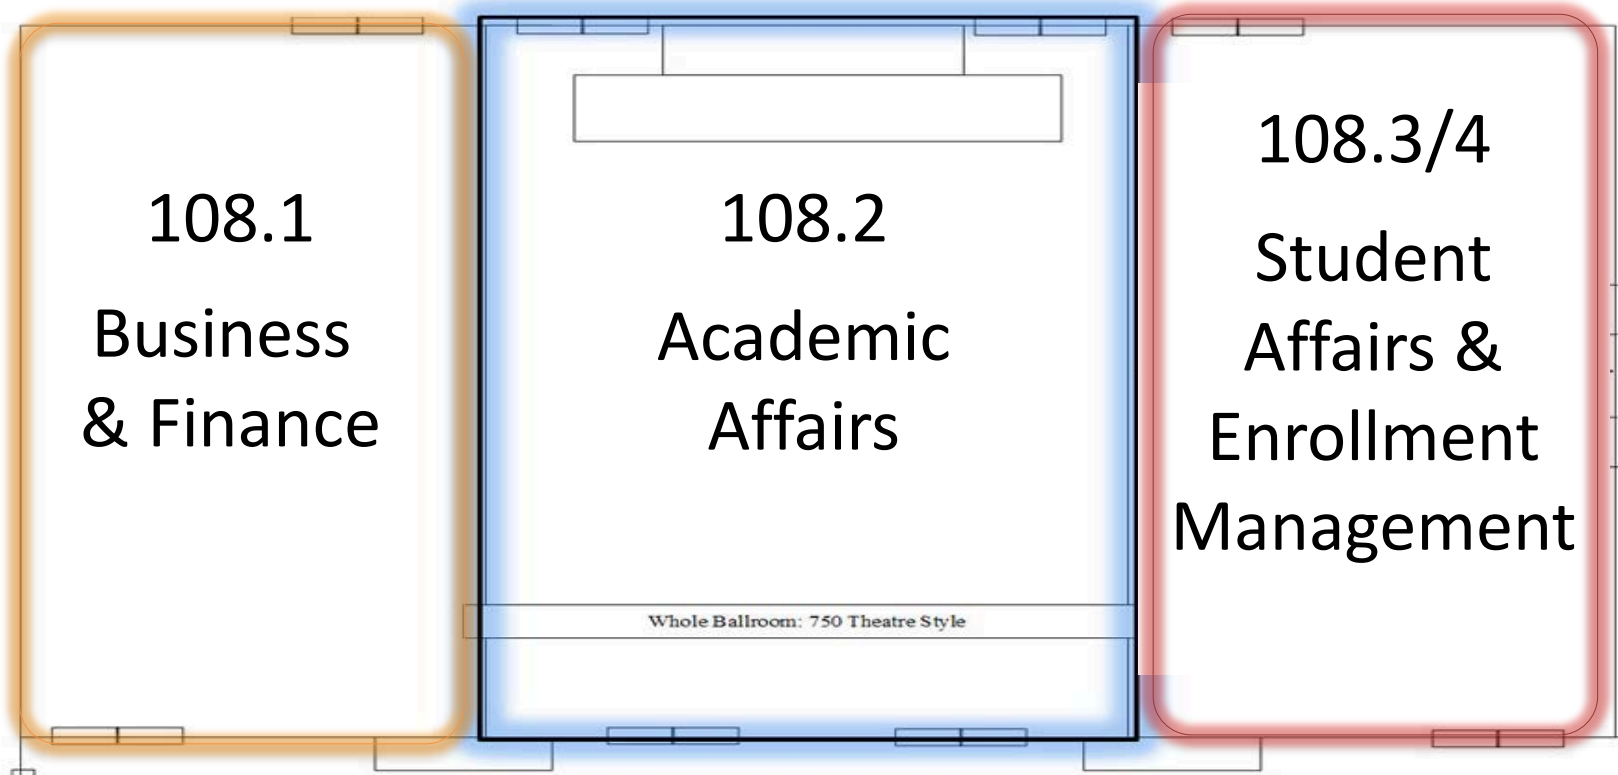 108.1
Business
& Finance
108.2
Academic
Affairs
108.3/4
Student
Affairs &
Enrollment
Management
Whole Ballroom: 750 Theatre Style